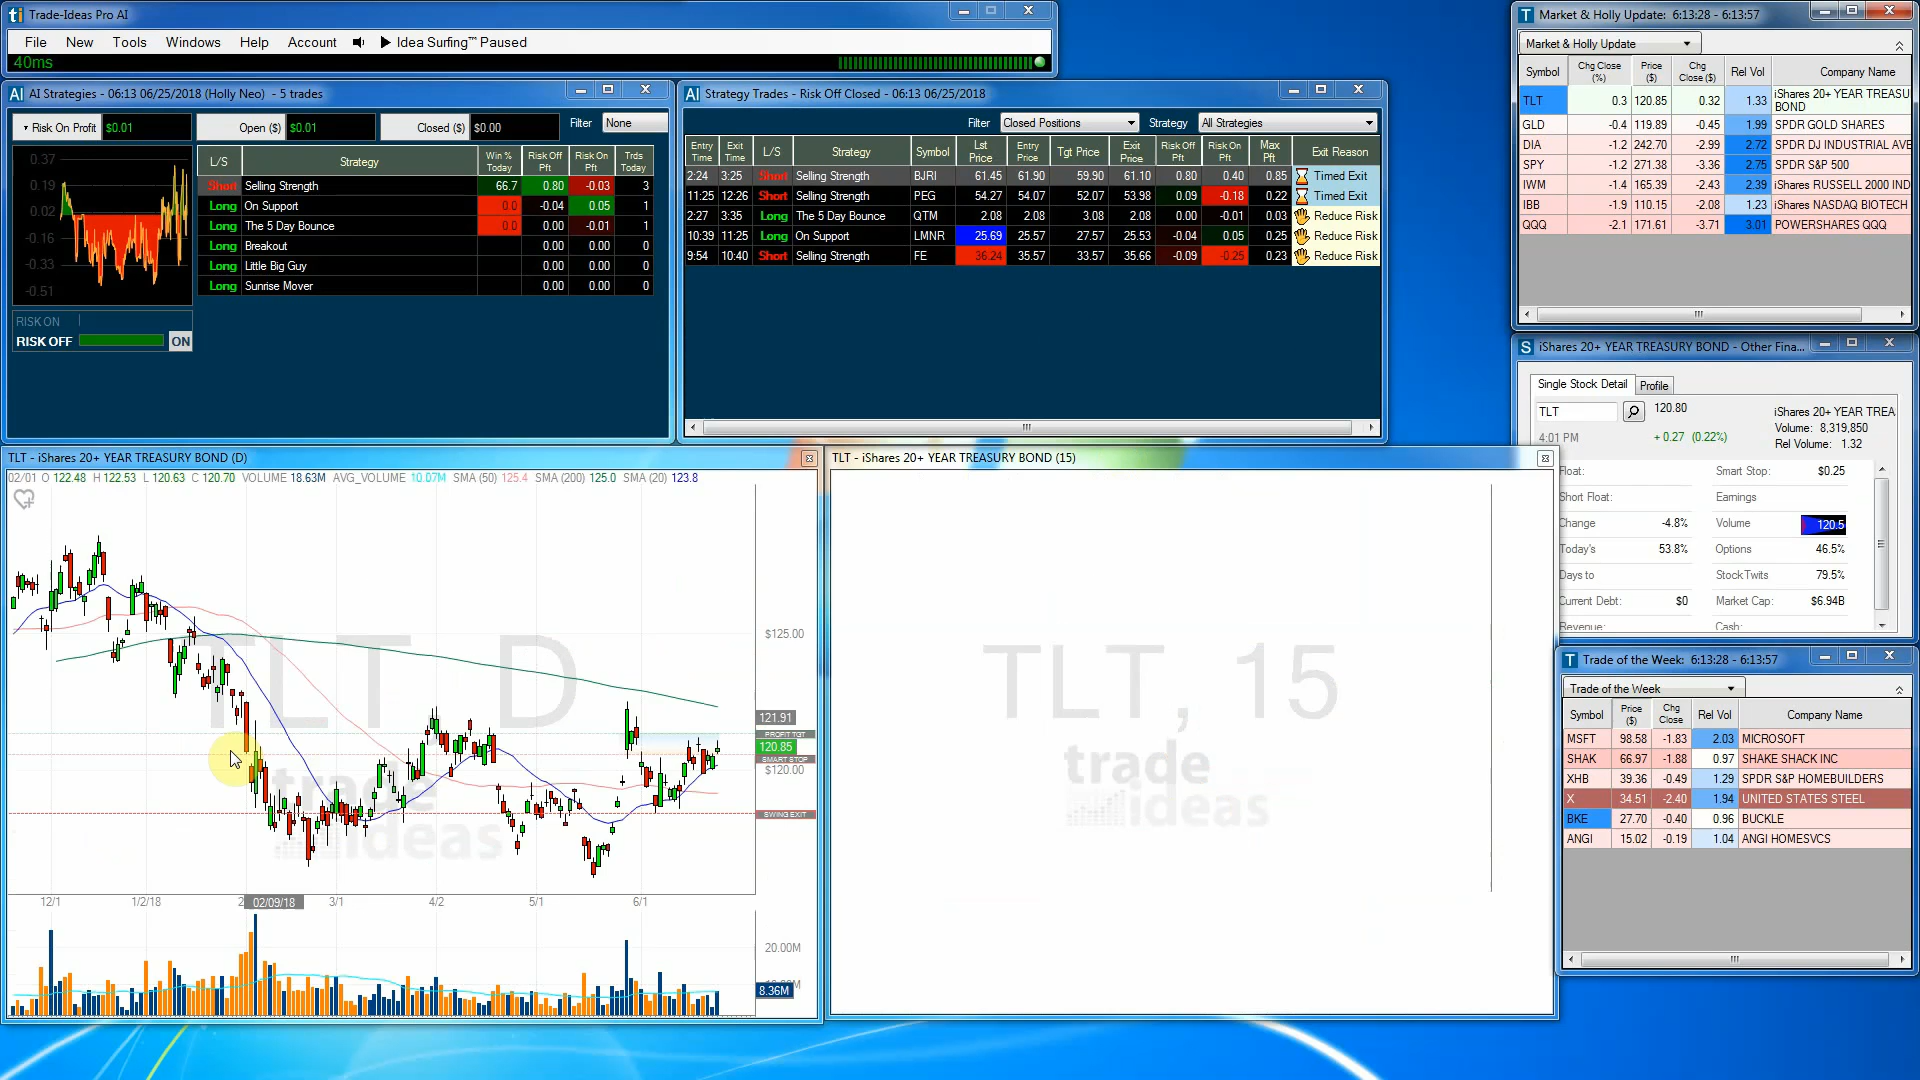 Trade-Ideas Pro AI
File New Tools Windows Help Account Idea Surfing™ Paused
40ms
AI Strategies - 06:13 06/25/2018 (Holly Neo) - 5 trades
Risk On Profit $0.01 Open ($) $0.01 Closed ($) $0.00 Filter None
0.37
0.19
0.02
-0.16
-0.33
-0.51
RISK ON
RISK OFF ON
L/S Strategy Win % Today Risk Off Pft Risk On Pft Trds Today
Short Selling Strength 66.7 0.80 -0.03 3
Long On Support 0.0 -0.04 0.05 1
Long The 5 Day Bounce 0.0 0.00 -0.01 1
Long Breakout 0.00 0.00 0
Long Little Big Guy 0.00 0.00 0
Long Sunrise Mover 0.00 0.00 0
Strategy Trades - Risk Off Closed - 06:13 06/25/2018
Filter Closed Positions Strategy All Strategies
Entry Time Exit Time L/S Strategy Symbol Lst Price Entry Price Tgt Price Exit Price Risk Off Pft Risk On Pft Max Pft Exit Reason
2:24 3:25 Short Selling Strength BJRI 61.45 61.90 59.90 61.10 0.80 0.40 0.85 Timed Exit
11:25 12:26 Short Selling Strength PEG 54.27 54.07 52.07 53.98 0.09 -0.18 0.22 Timed Exit
2:27 3:35 Long The 5 Day Bounce QTM 2.08 2.08 3.08 2.08 0.00 -0.01 0.03 Reduce Risk
10:39 11:25 Long On Support LMNR 25.69 25.57 27.57 25.53 -0.04 0.05 0.25 Reduce Risk
9:54 10:40 Short Selling Strength FE 36.24 35.57 33.57 35.66 -0.09 -0.25 0.23 Reduce Risk
Market & Holly Update: 6:13:28 - 6:13:57
Market & Holly Update
Symbol Chg Close (%) Price ($) Chg Close ($) Rel Vol Company Name
TLT 0.3 120.85 0.32 1.33 iShares 20+ YEAR TREASU
BOND
GLD -0.4 119.89 -0.45 1.99 SPDR GOLD SHARES
DIA -1.2 242.70 -2.99 2.72 SPDR DJ INDUSTRIAL AVE
SPY -1.2 271.38 -3.36 2.75 SPDR S&P 500
IWM -1.4 165.39 -2.43 2.39 iShares RUSSELL 2000 IND
IBB -1.9 110.15 -2.08 1.23 iShares NASDAQ BIOTECH
QQQ -2.1 171.61 -3.71 3.01 POWERSHARES QQQ
iShares 20+ YEAR TREASURY BOND - Other Fina...
Single Stock Detail Profile
TLT 120.80 iShares 20+ YEAR TREA
Volume: 8,319,850
4:01 PM + 0.27 (0.22%) Rel Volume: 1.32
Float: Smart Stop: $0.25
Short Float: Earnings
Change -4.8% Volume 120.5
Today's 53.8% Options 46.5%
Days to StockTwits 79.5%
Current Debt: $0 Market Cap: $6.94B
Revenue: Cash:
TLT - iShares 20+ YEAR TREASURY BOND (D)
02/01 O 122.48 H 122.53 L 120.63 C 120.70 VOLUME 18.63M AVG_VOLUME 10.07M SMA (50) 125.4 SMA (200) 125.0 SMA (20) 123.8
TLT, D
trade
ideas
$125.00
121.91
PROFIT TGT
120.85
SMART STOP
$120.00
SWING EXIT
12/1 1/2/18 2 02/09/18 3/1 4/2 5/1 6/1
20.00M
8.36M
TLT - iShares 20+ YEAR TREASURY BOND (15)
TLT, 15
trade
ideas
Trade of the Week: 6:13:28 - 6:13:57
Trade of the Week
Symbol Price ($) Chg Close Rel Vol Company Name
MSFT 98.58 -1.83 2.03 MICROSOFT
SHAK 66.97 -1.88 0.97 SHAKE SHACK INC
XHB 39.36 -0.49 1.29 SPDR S&P HOMEBUILDERS
X 34.51 -2.40 1.94 UNITED STATES STEEL
BKE 27.70 -0.40 0.96 BUCKLE
ANGI 15.02 -0.19 1.04 ANGI HOMESVCS